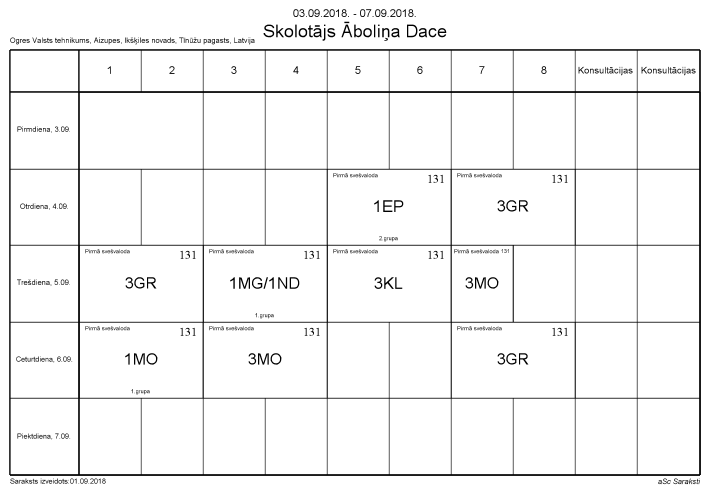 03.09.2018. - 07.09.2018.
Ogres Valsts tehnikums, Aizupes, Ikšķiles novads, Tīnūžu pagasts, Latvija
Skolotājs Āboliņa Dace
1 2 3 4 5 6 7 8 Konsultācijas Konsultācijas
Pirmdiena, 3.09.
Pirmā svešvaloda 131 Pirmā svešvaloda 131
Otrdiena, 4.09. 1EP 3GR
2.grupa
Pirmā svešvaloda 131 Pirmā svešvaloda 131 Pirmā svešvaloda 131 Pirmā svešvaloda 131
Trešdiena, 5.09. 3GR 1MG/1ND 3KL 3MO
1.grupa
Pirmā svešvaloda 131 Pirmā svešvaloda 131 Pirmā svešvaloda 131
Ceturtdiena, 6.09. 1MO 3MO 3GR
1.grupa
Piektdiena, 7.09.
Saraksts izveidots:01.09.2018 aSc Saraksti